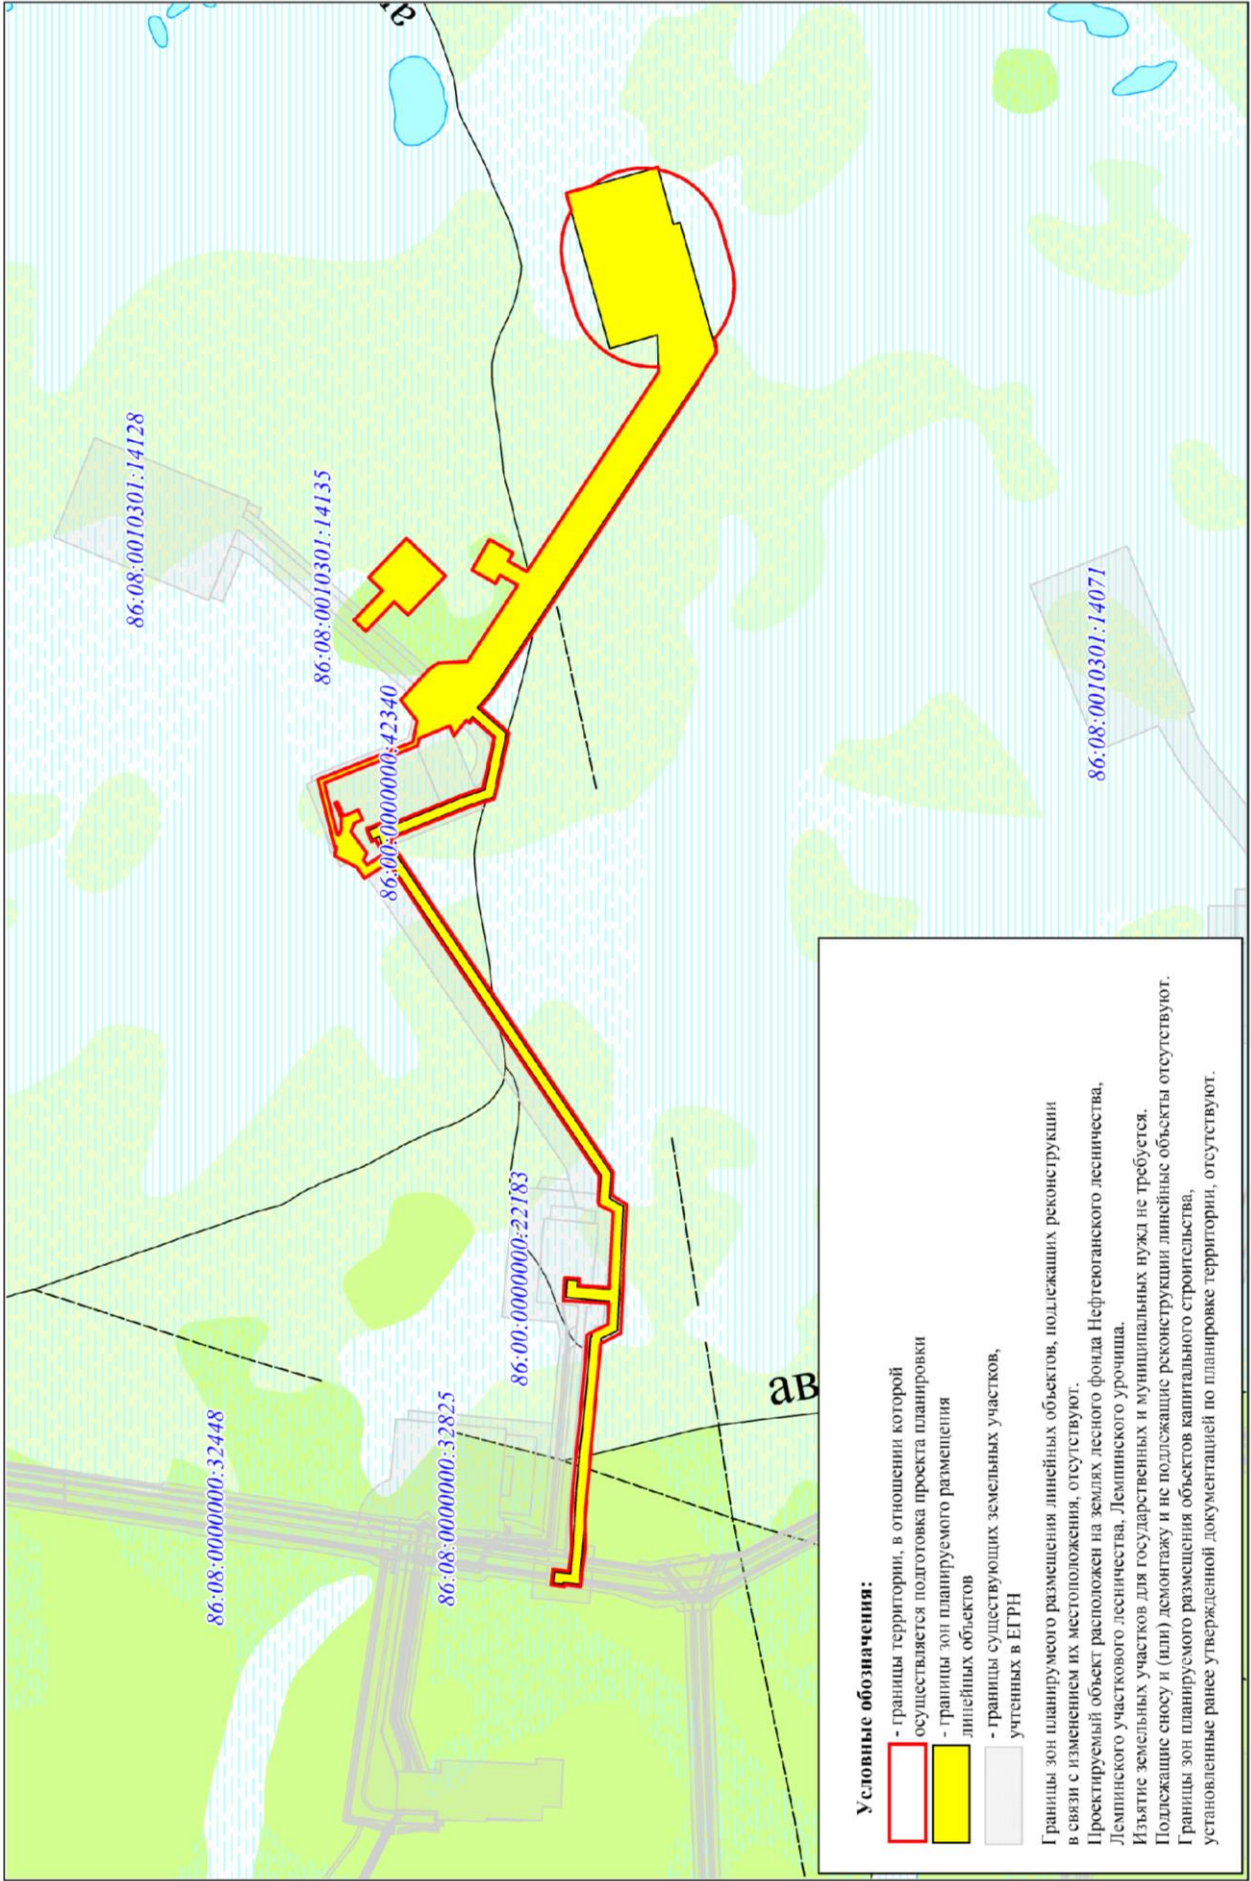 86:08:0010301:14128
86:08:0010301:14135
86:00:0000000:42340
86:08:0010301:14071
86:00:0000000:22183
86:08:0000000:32825
86:08:0000000:32448
ав
Условные обозначения:
- границы территории, в отношении которой
осуществляется подготовка проекта планировки
- границы зон планируемого размещения
линейных объектов
- границы существующих земельных участков,
учтенных в ЕГРН
Границы зон планируемого размещения линейных объектов, подлежащих реконструкции
в связи с изменением их местоположения, отсутствуют.
Проектируемый объект расположен на землях лесного фонда Нефтеюганского лесничества,
Лемпинского участкового лесничества, Лемпинского урочища.
Изъятие земельных участков для государственных и муниципальных нужд не требуется.
Подлежащие сносу и (или) демонтажу и не подлежащие реконструкции линейные объекты отсутствуют.
Границы зон планируемого размещения объектов капитального строительства,
установленные ранее утвержденной документацией по планировке территории, отсутствуют.